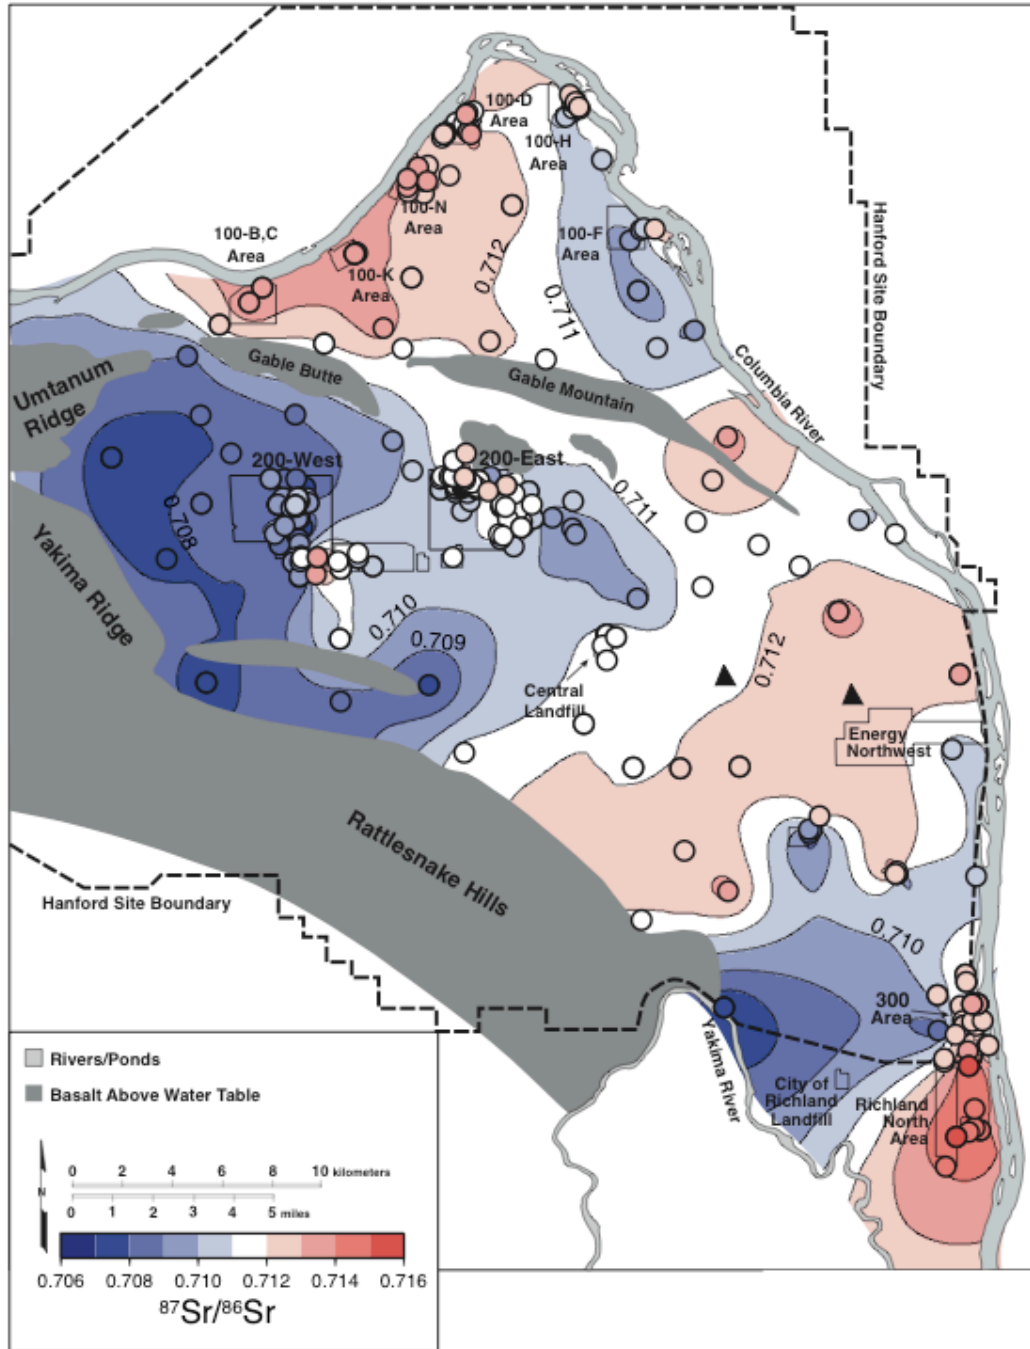 100-D
Area
100-H
Area
100-N
Area
100-B,C
Area
100-F
Area
100-K
Area
0.712
0.711
Hanford Site Boundary
Columbia River
Gable Butte
Gable Mountain
Umtanum
Ridge
200-West
200-East
0.711
0.708
Yakima Ridge
0.710
0.709
0.712
Central
Landfill
Energy
Northwest
Rattlesnake Hills
Hanford Site Boundary
0.710
300
Area
Yakima River
City of
Richland
Landfill
Richland
North
Area
Rivers/Ponds
Basalt Above Water Table
N
0 2 4 6 8 10 kilometers
0 1 2 3 4 5 miles
0.706 0.708 0.710 0.712 0.714 0.716
⁸⁷Sr/⁸⁶Sr